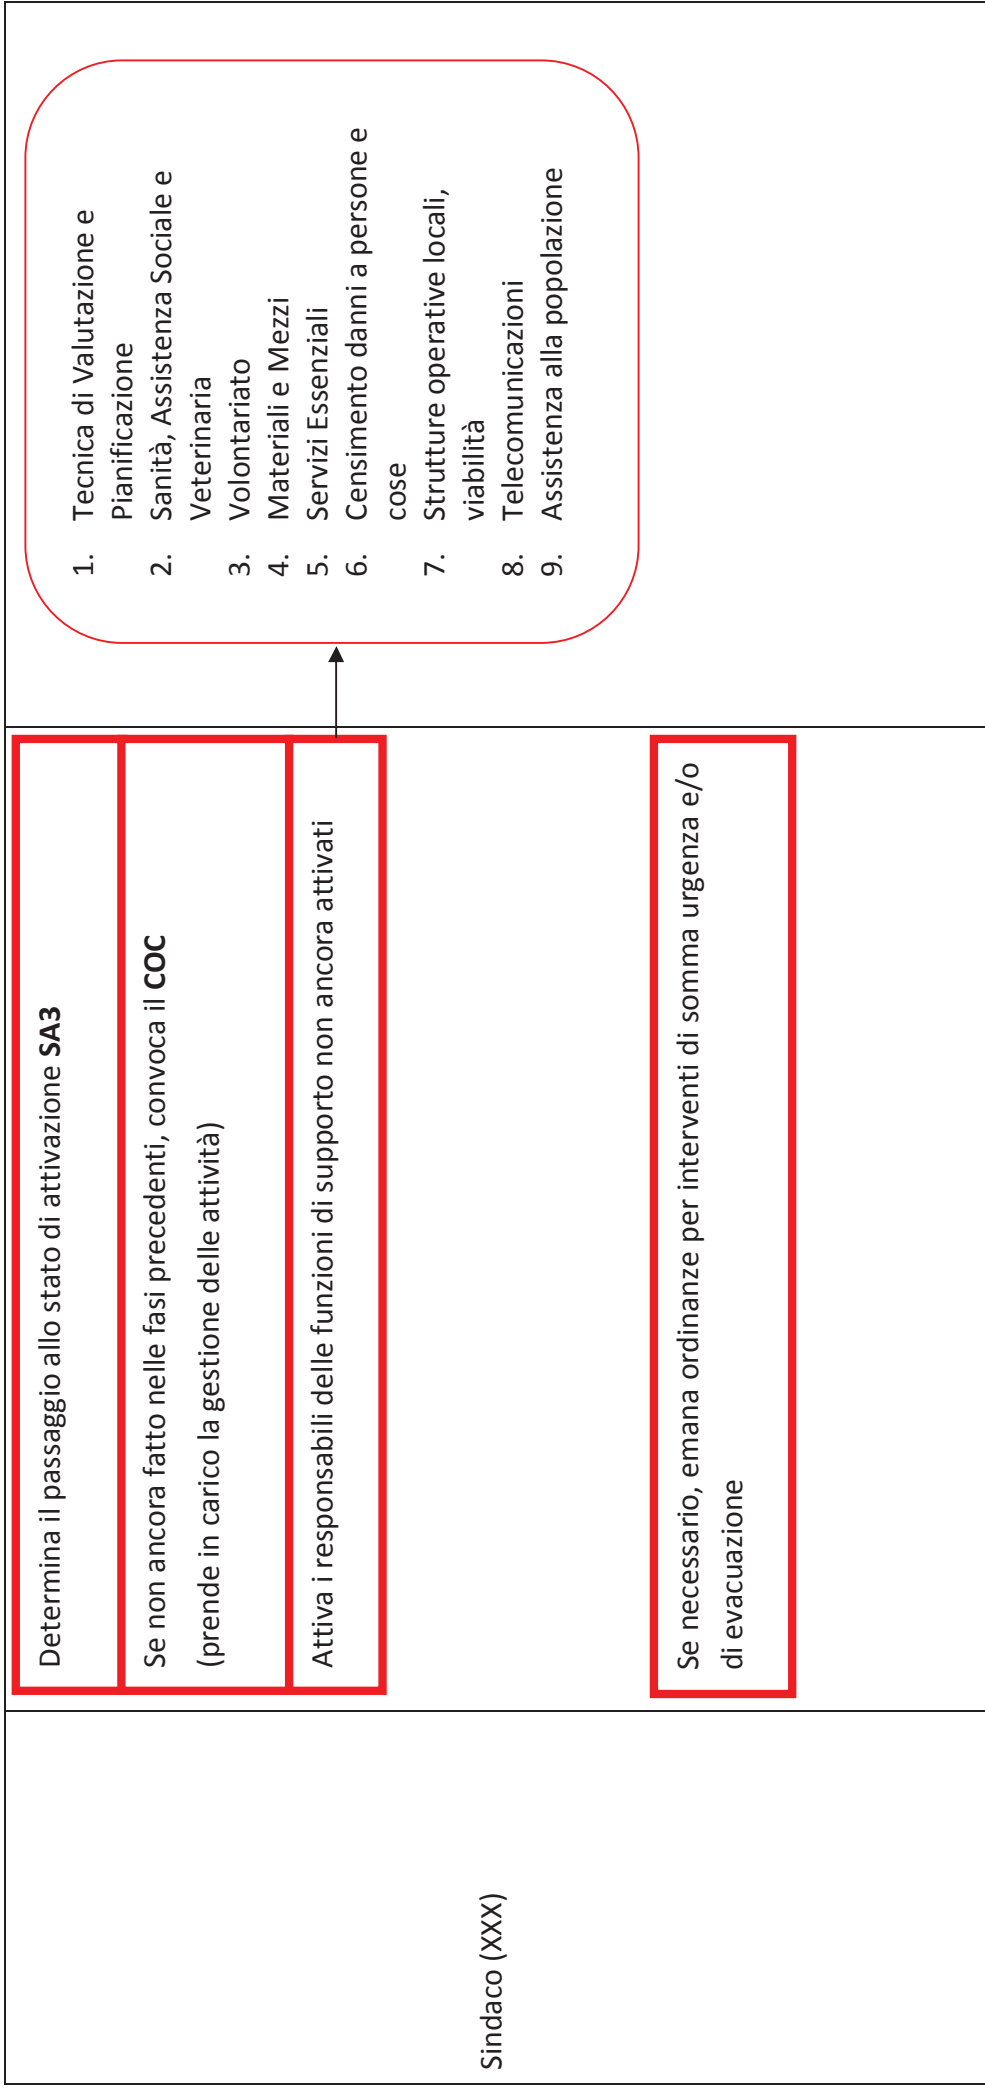 Sindaco (XXX)
Determina il passaggio allo stato di attivazione SA3
Se non ancora fatto nelle fasi precedenti, convoca il COC
(prende in carico la gestione delle attività)
Attiva i responsabili delle funzioni di supporto non ancora attivati
Se necessario, emana ordinanze per interventi di somma urgenza e/o
di evacuazione
1. Tecnica di Valutazione e
Pianificazione
2. Sanità, Assistenza Sociale e
Veterinaria
3. Volontariato
4. Materiali e Mezzi
5. Servizi Essenziali
6. Censimento danni a persone e
cose
7. Strutture operative locali,
viabilità
8. Telecomunicazioni
9. Assistenza alla popolazione